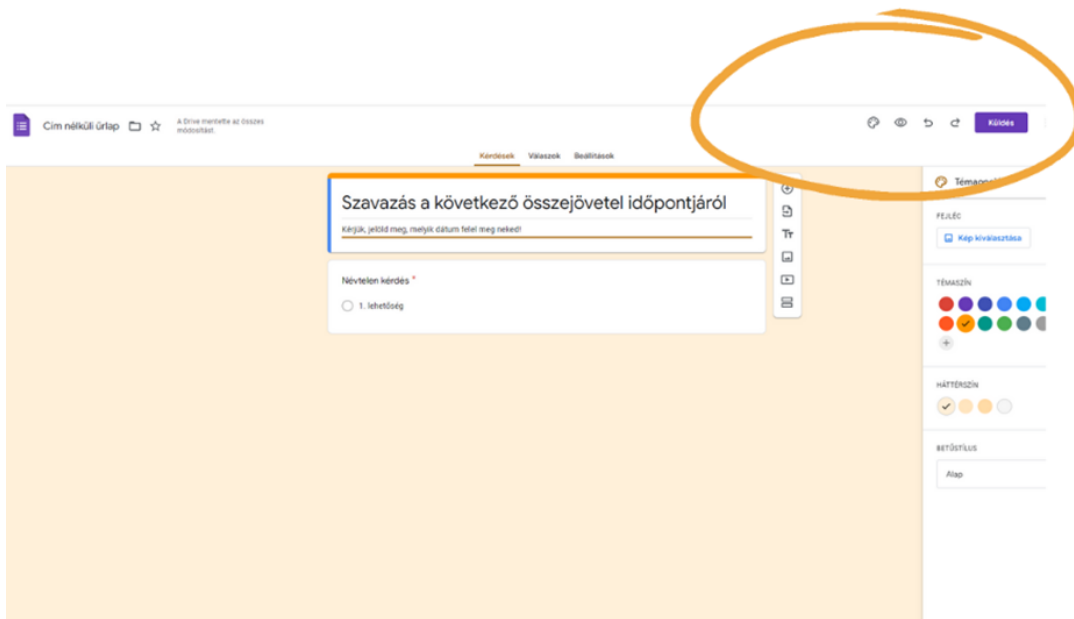 Cím nélküli űrlap
A Drive mentette az összes
módosítást.
Küldés
Kérdések Válaszok Beállítások
Szavazás a következő összejövetel időpontjáról
Kérjük, jelöld meg, melyik dátum felel meg neked!
Névtelen kérdés *
1. lehetőség
Tr
FEJLÉC
Kép kiválasztása
TÉMASZÍN
HÁTTÉRSZÍN
BETŰSTÍLUS
Alap